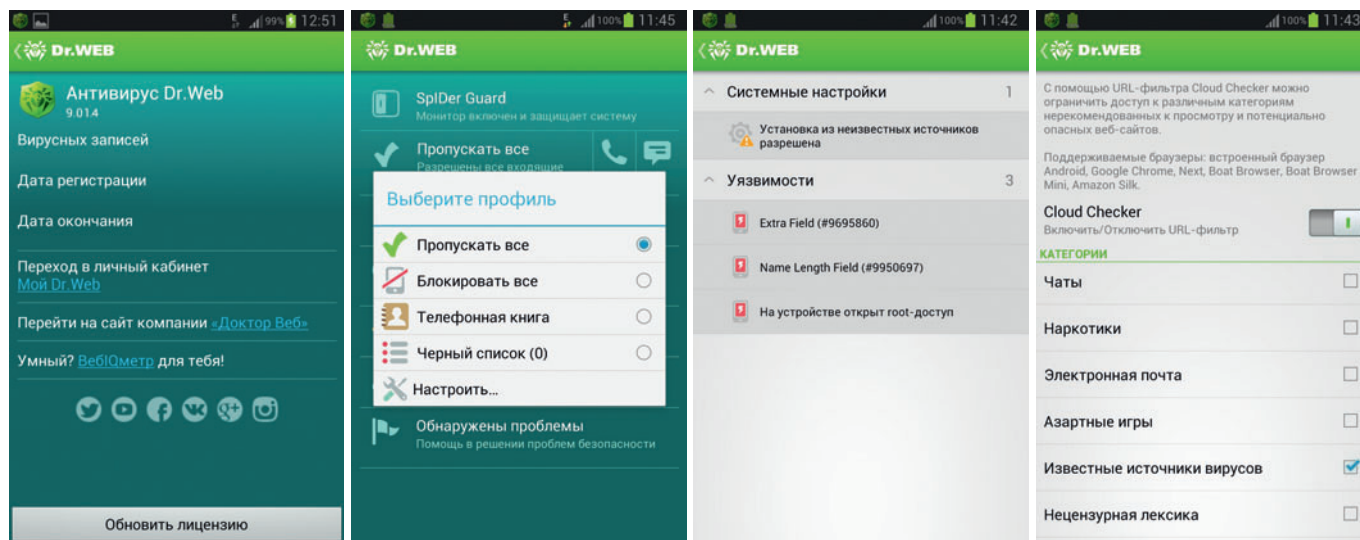 99% 12:51
Dr.WEB
Антивирус Dr.Web
9.01.4
Вирусных записей
Дата регистрации
Дата окончания
Переход в личный кабинет
Мой Dr.Web
Перейти на сайт компании «Доктор Веб»
Умный? ВебIQметр для тебя!
Обновить лицензию
100% 11:45
Dr.WEB
SpIDer Guard
Монитор включен и защищает систему
Пропускать все
Разрешены все входящие
Выберите профиль
Пропускать все
Блокировать все
Телефонная книга
Черный список (0)
Настроить...
Обнаружены проблемы
Помощь в решении проблем безопасности
100% 11:42
Dr.WEB
Системные настройки 1
Установка из неизвестных источников
разрешена
Уязвимости 3
Extra Field (#9695860)
Name Length Field (#9950697)
На устройстве открыт root-доступ
100% 11:43
Dr.WEB
С помощью URL-фильтра Cloud Checker можно
ограничить доступ к различным категориям
нерекомендованных к просмотру и потенциально
опасных веб-сайтов.
Поддерживаемые браузеры: встроенный браузер
Android, Google Chrome, Next, Boat Browser, Boat Browser
Mini, Amazon Silk.
Cloud Checker
Включить/Отключить URL-фильтр
КАТЕГОРИИ
Чаты
Наркотики
Электронная почта
Азартные игры
Известные источники вирусов
Нецензурная лексика